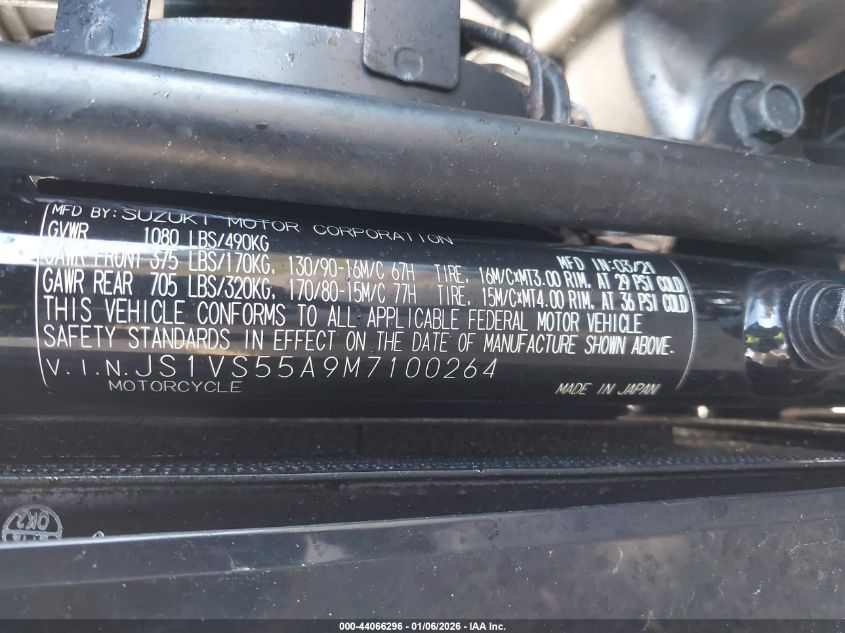 MFD BY: SUZUKI MOTOR CORPORATION
GVWR 1080 LBS/490KG MFD IN:03/21
GAWR FRONT 375 LBS/170KG, 130/90-16M/C 67H TIRE, 16M/C×MT3.00 RIM, AT 29 PSI COLD
GAWR REAR 705 LBS/320KG, 170/80-15M/C 77H TIRE, 15M/C×MT4.00 RIM, AT 36 PSI COLD
THIS VEHICLE CONFORMS TO ALL APPLICABLE FEDERAL MOTOR VEHICLE
SAFETY STANDARDS IN EFFECT ON THE DATE OF MANUFACTURE SHOWN ABOVE.
V.I.N. JS1VS55A9M7100264
MOTORCYCLE MADE IN JAPAN
OK2
000-44066296 - 01/06/2026 - IAA Inc.